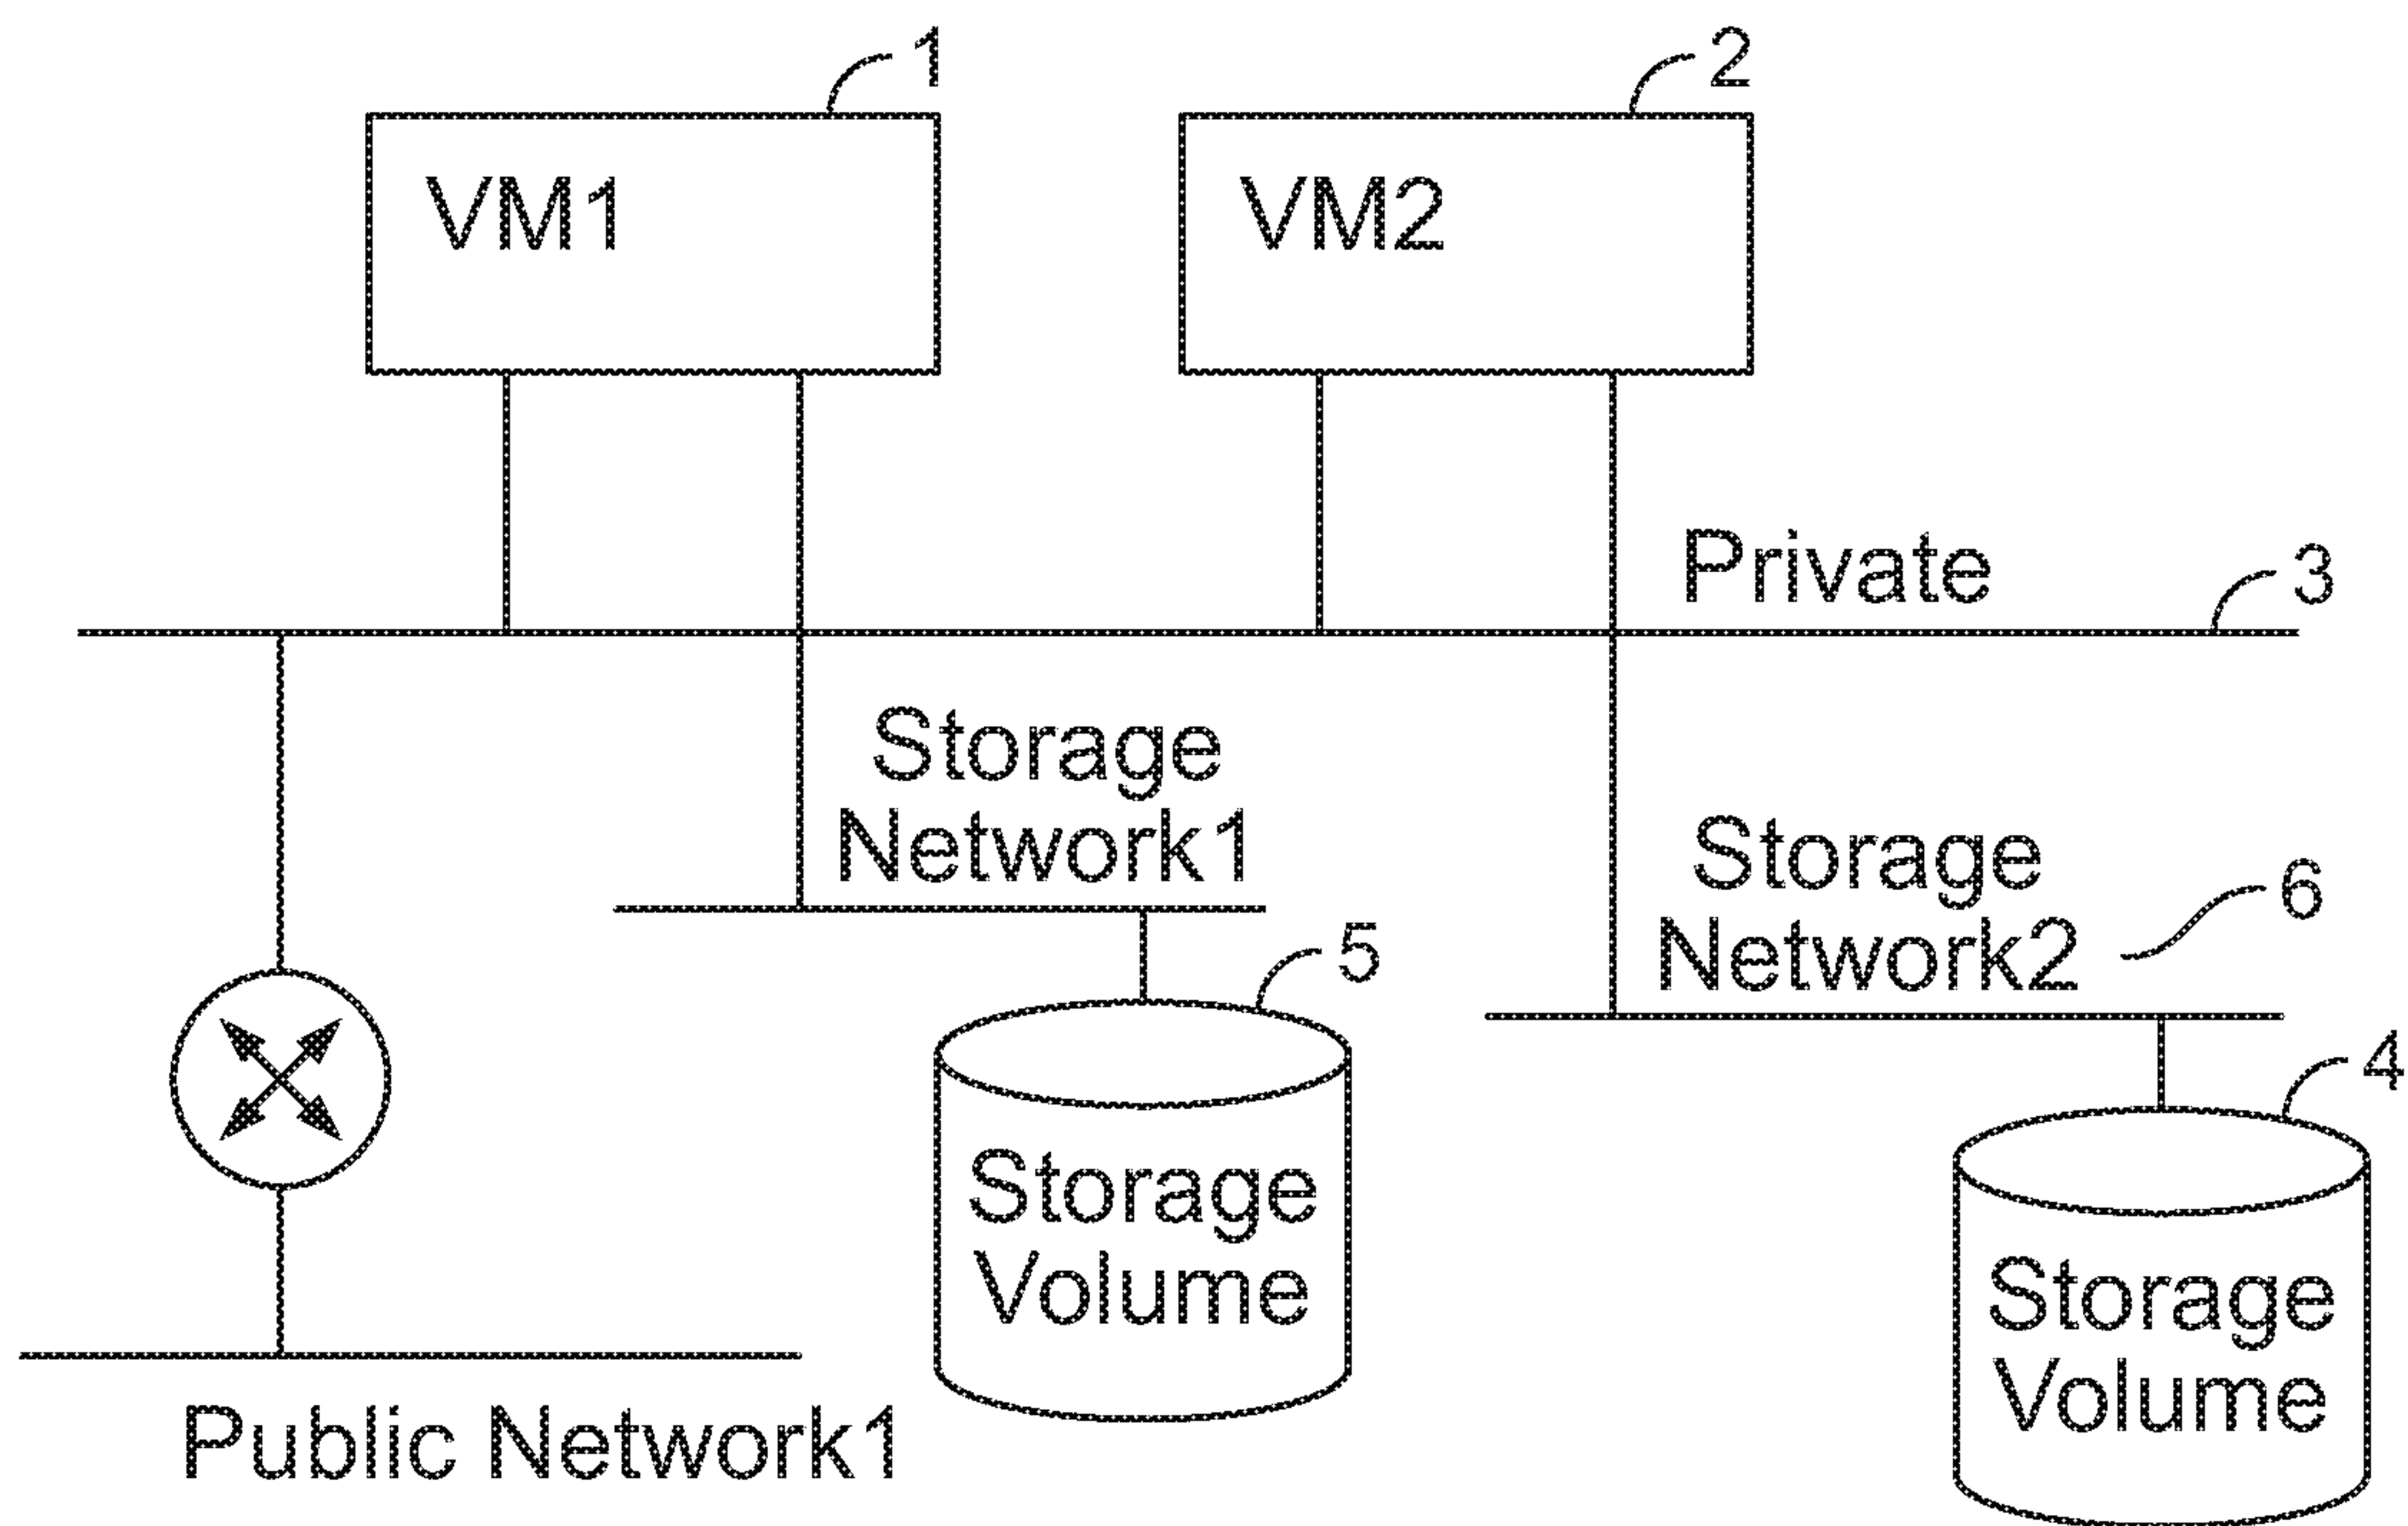 1
2
VM1
VM2
Private
3
Storage
Network1
Storage
Network2
6
5
4
Storage
Volume
Storage
Volume
Public Network1